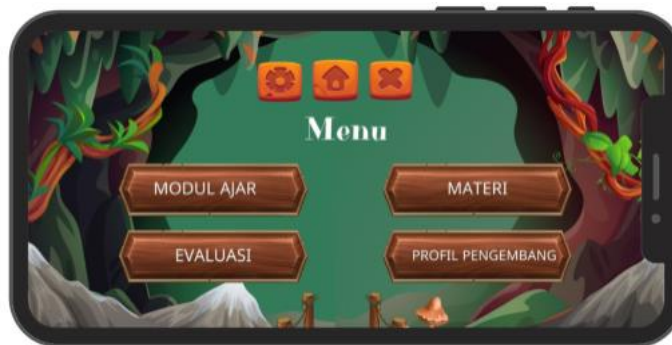 Menu
MODUL AJAR
MATERI
EVALUASI
PROFIL PENGEMBANG